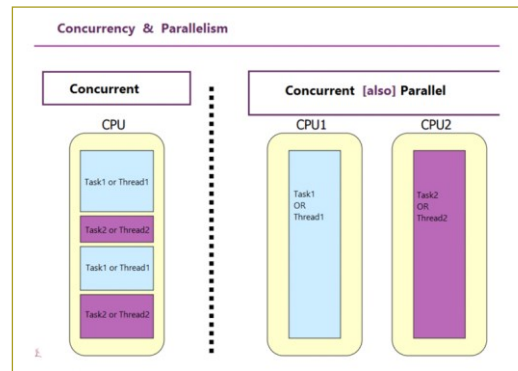 Concurrency & Parallelism
Concurrent
CPU
Task1 or Thread1
Task2 or Thread2
Task1 or Thread1
Task2 or Thread2
Concurrent [also] Parallel
CPU1
Task1
OR
Thread1
CPU2
Task2
OR
Thread2